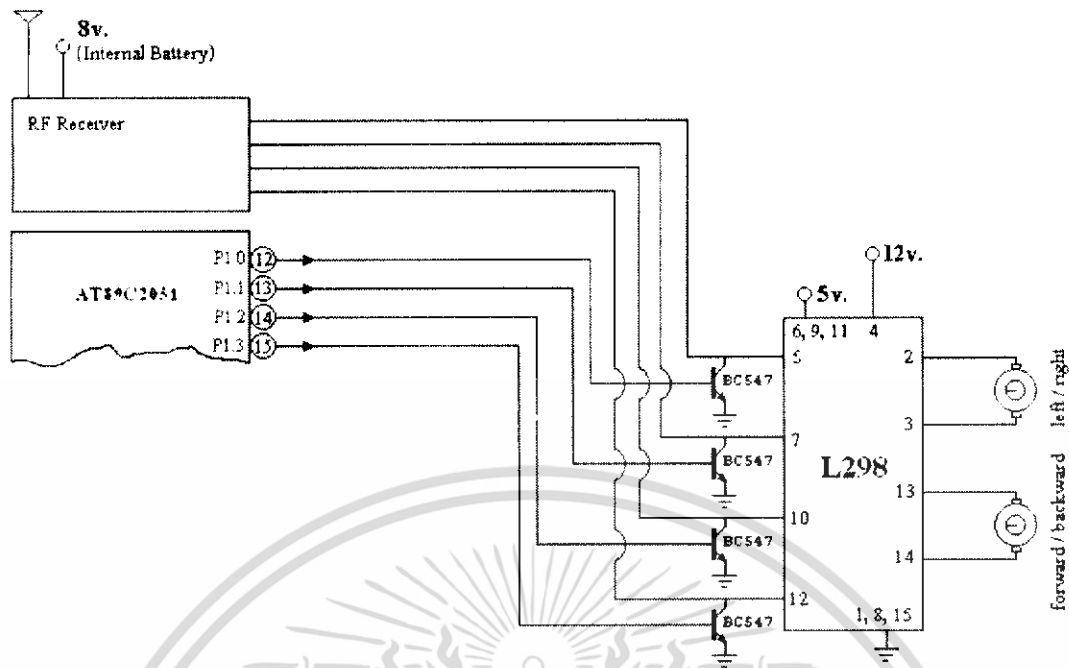 8v.
(Internal Battery)
RF Receiver
AT89C2051
P1.0 12
P1.1 13
P1.2 14
P1.3 15
12v.
5v.
6, 9, 11 4
5
7
10
12
L298
2
3
13
14
1, 8, 15
BC547
BC547
BC547
BC547
left / right
forward / backward